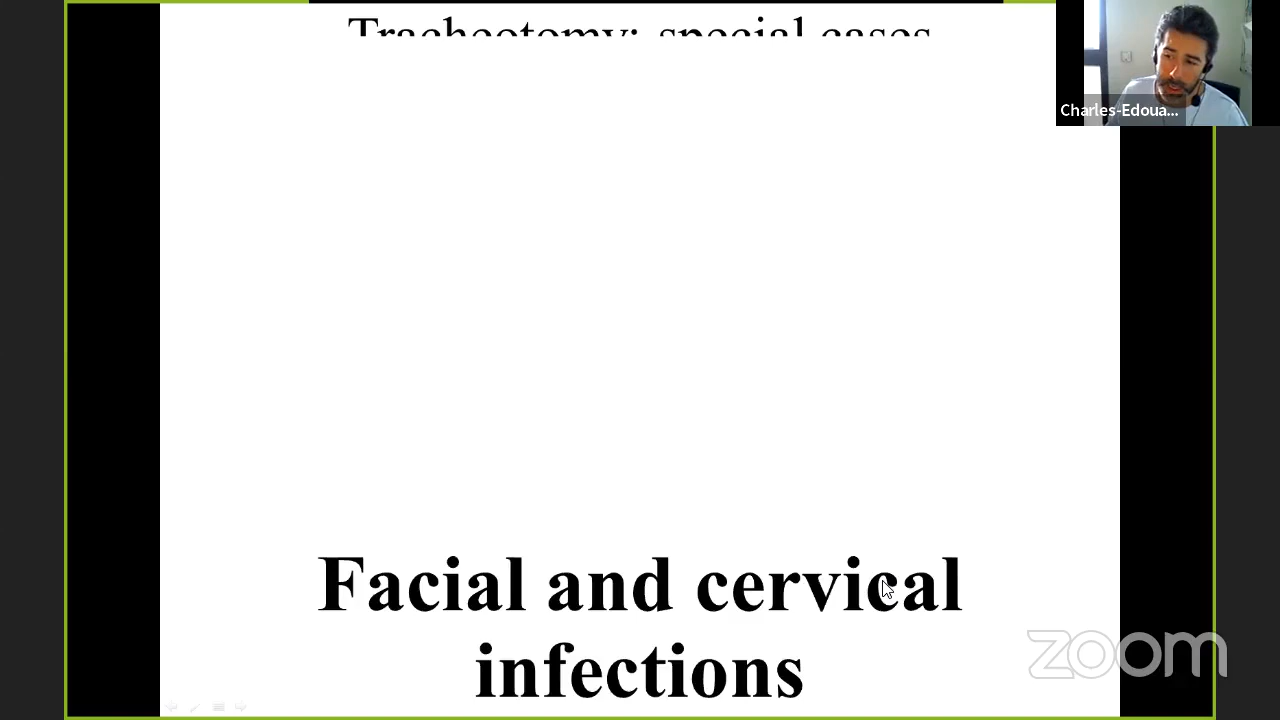 Tracheotomy: special cases
Charles-Edoua...
Facial and cervical
infections
zoom